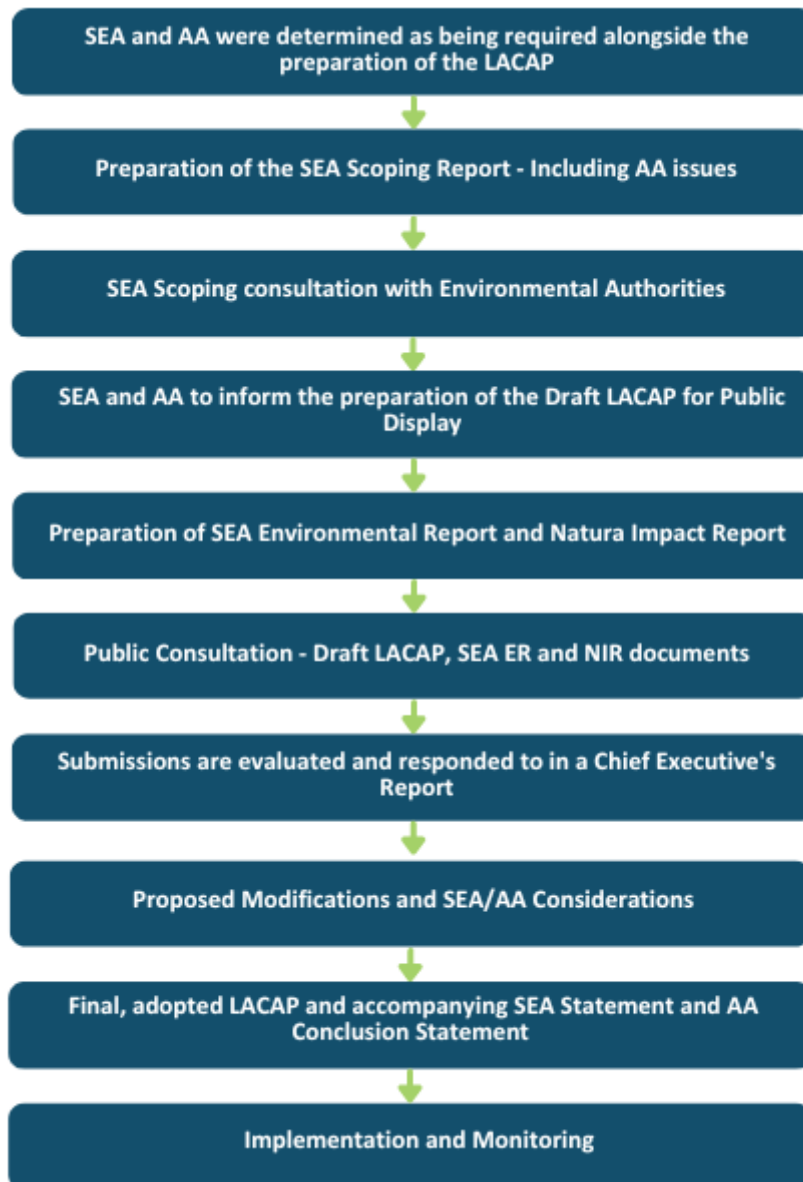 SEA and AA were determined as being required alongside the
preparation of the LACAP
Preparation of the SEA Scoping Report - Including AA issues
SEA Scoping consultation with Environmental Authorities
SEA and AA to inform the preparation of the Draft LACAP for Public
Display
Preparation of SEA Environmental Report and Natura Impact Report
Public Consultation - Draft LACAP, SEA ER and NIR documents
Submissions are evaluated and responded to in a Chief Executive's
Report
Proposed Modifications and SEA/AA Considerations
Final, adopted LACAP and accompanying SEA Statement and AA
Conclusion Statement
Implementation and Monitoring